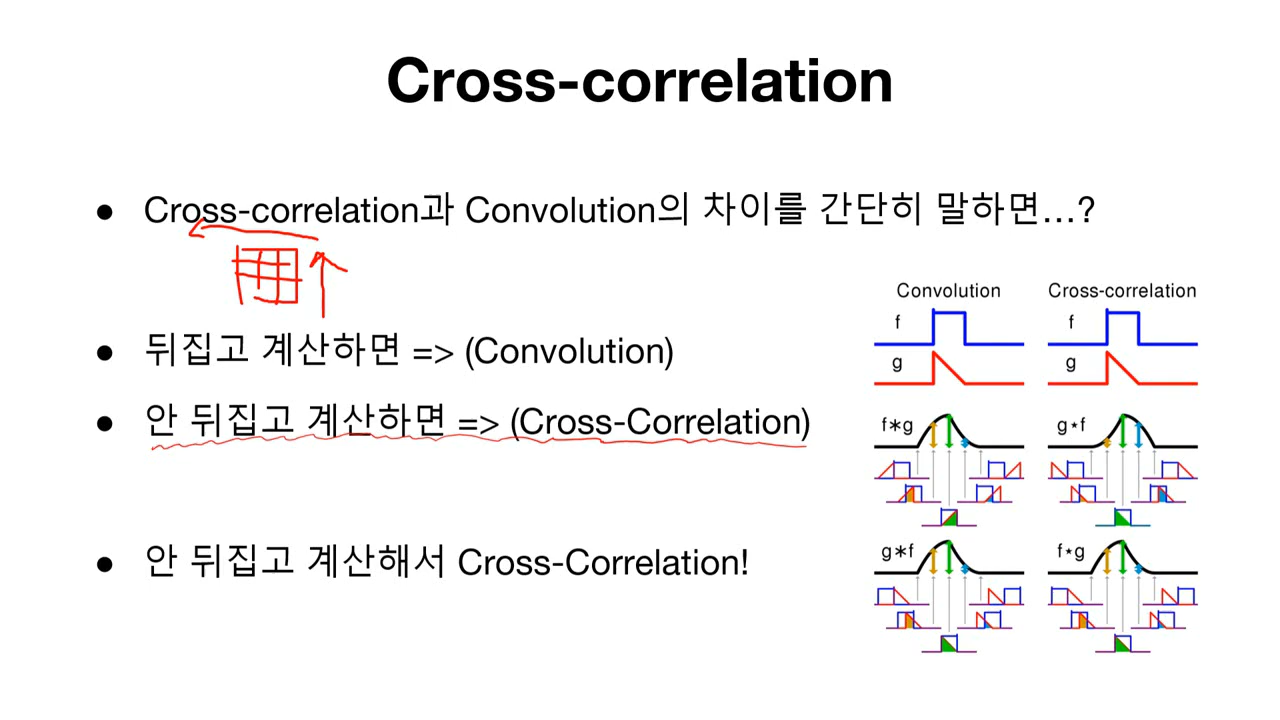 Cross-correlation
● Cross-correlation과 Convolution의 차이를 간단히 말하면...?
● 뒤집고 계산하면 => (Convolution)
● 안 뒤집고 계산하면 => (Cross-Correlation)
● 안 뒤집고 계산해서 Cross-Correlation!
Convolution
f
g
f∗g
g∗f
Cross-correlation
f
g
g⋆f
f⋆g